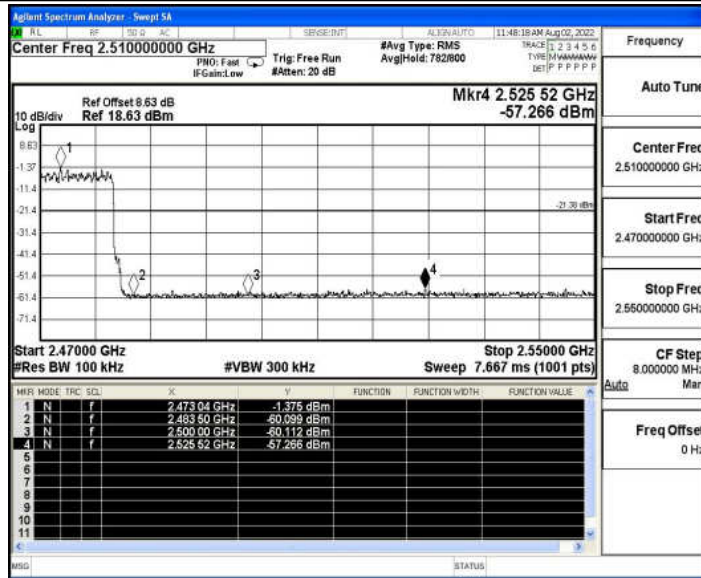 Agilent Spectrum Analyzer - Swept SA
RL RF 50 Ω AC SENSE:INT ALIGN AUTO 11:48:18 AM Aug 02, 2022
Center Freq 2.510000000 GHz
PNO: Fast
IFGain:Low
Trig: Free Run
#Atten: 20 dB
#Avg Type: RMS
Avg|Hold: 782/800
TRACE 1 2 3 4 5 6
TYPE
DET P P P P P P
Ref Offset 8.63 dB
Ref 18.63 dBm
10 dB/div
Log
Mkr4 2.525 52 GHz
-57.266 dBm
8.63
-1.37
-11.4
-21.4
-31.4
-41.4
-51.4
-61.4
-71.4
1
2
3
4
-21.38 dBm
Start 2.47000 GHz
Stop 2.55000 GHz
#Res BW 100 kHz
#VBW 300 kHz
Sweep 7.667 ms (1001 pts)
MKR MODE TRC SCL X Y FUNCTION FUNCTION WIDTH FUNCTION VALUE
1 N f 2.473 04 GHz -1.375 dBm
2 N f 2.483 50 GHz -60.099 dBm
3 N f 2.500 00 GHz -60.112 dBm
4 N f 2.525 52 GHz -57.266 dBm
5
6
7
8
9
10
11
MSG
STATUS
Frequency
Auto Tune
Center Freq
2.510000000 GHz
Start Freq
2.470000000 GHz
Stop Freq
2.550000000 GHz
CF Step
8.000000 MHz
Auto Man
Freq Offset
0 Hz